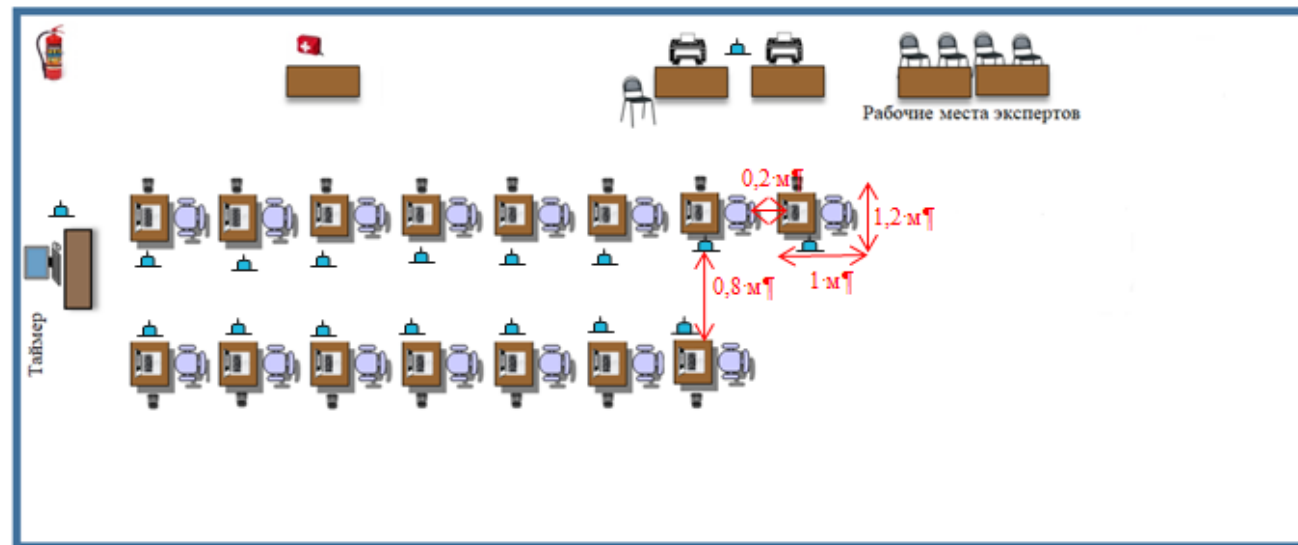 Рабочие места экспертов
0,2·м¶
1,2·м¶
0,8·м¶
1·м¶
Таймер